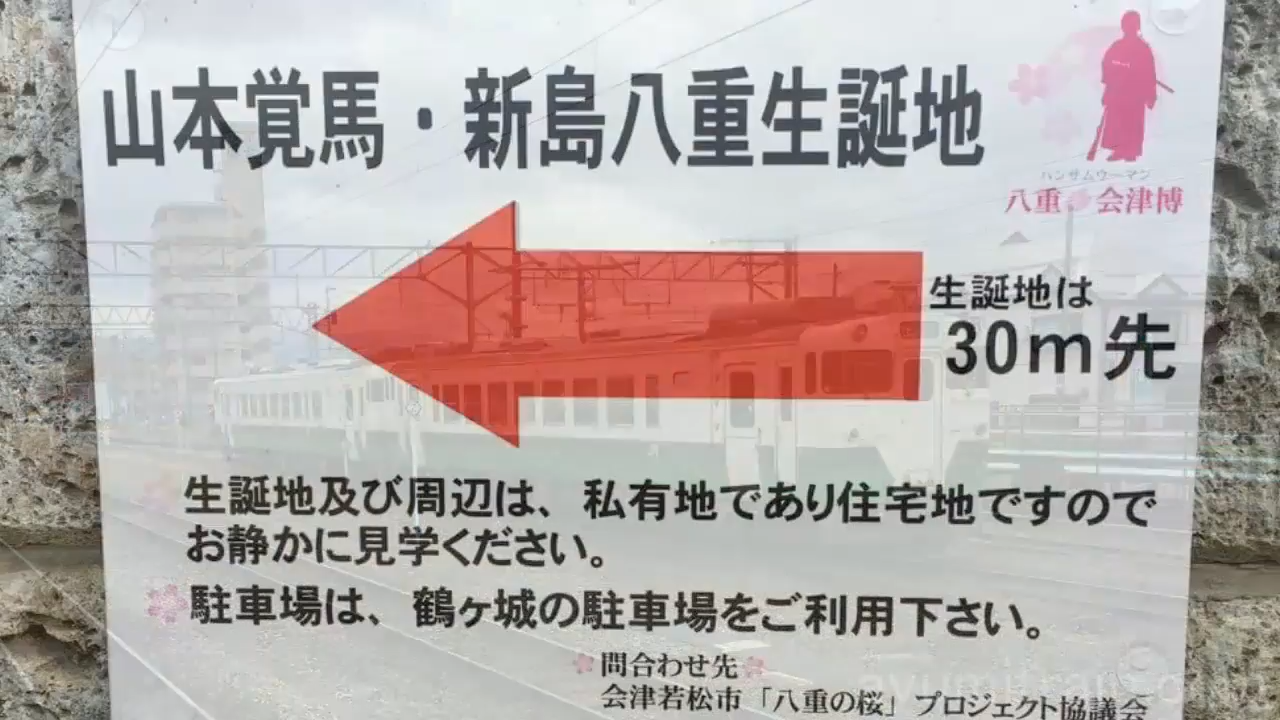 山本覚馬・新島八重生誕地
ハンサムウーマン
八重 会津博
生誕地は
30m先
生誕地及び周辺は、私有地であり住宅地ですので
お静かに見学ください。
駐車場は、鶴ヶ城の駐車場をご利用下さい。
問合わせ先
会津若松市「八重の桜」プロジェクト協議会